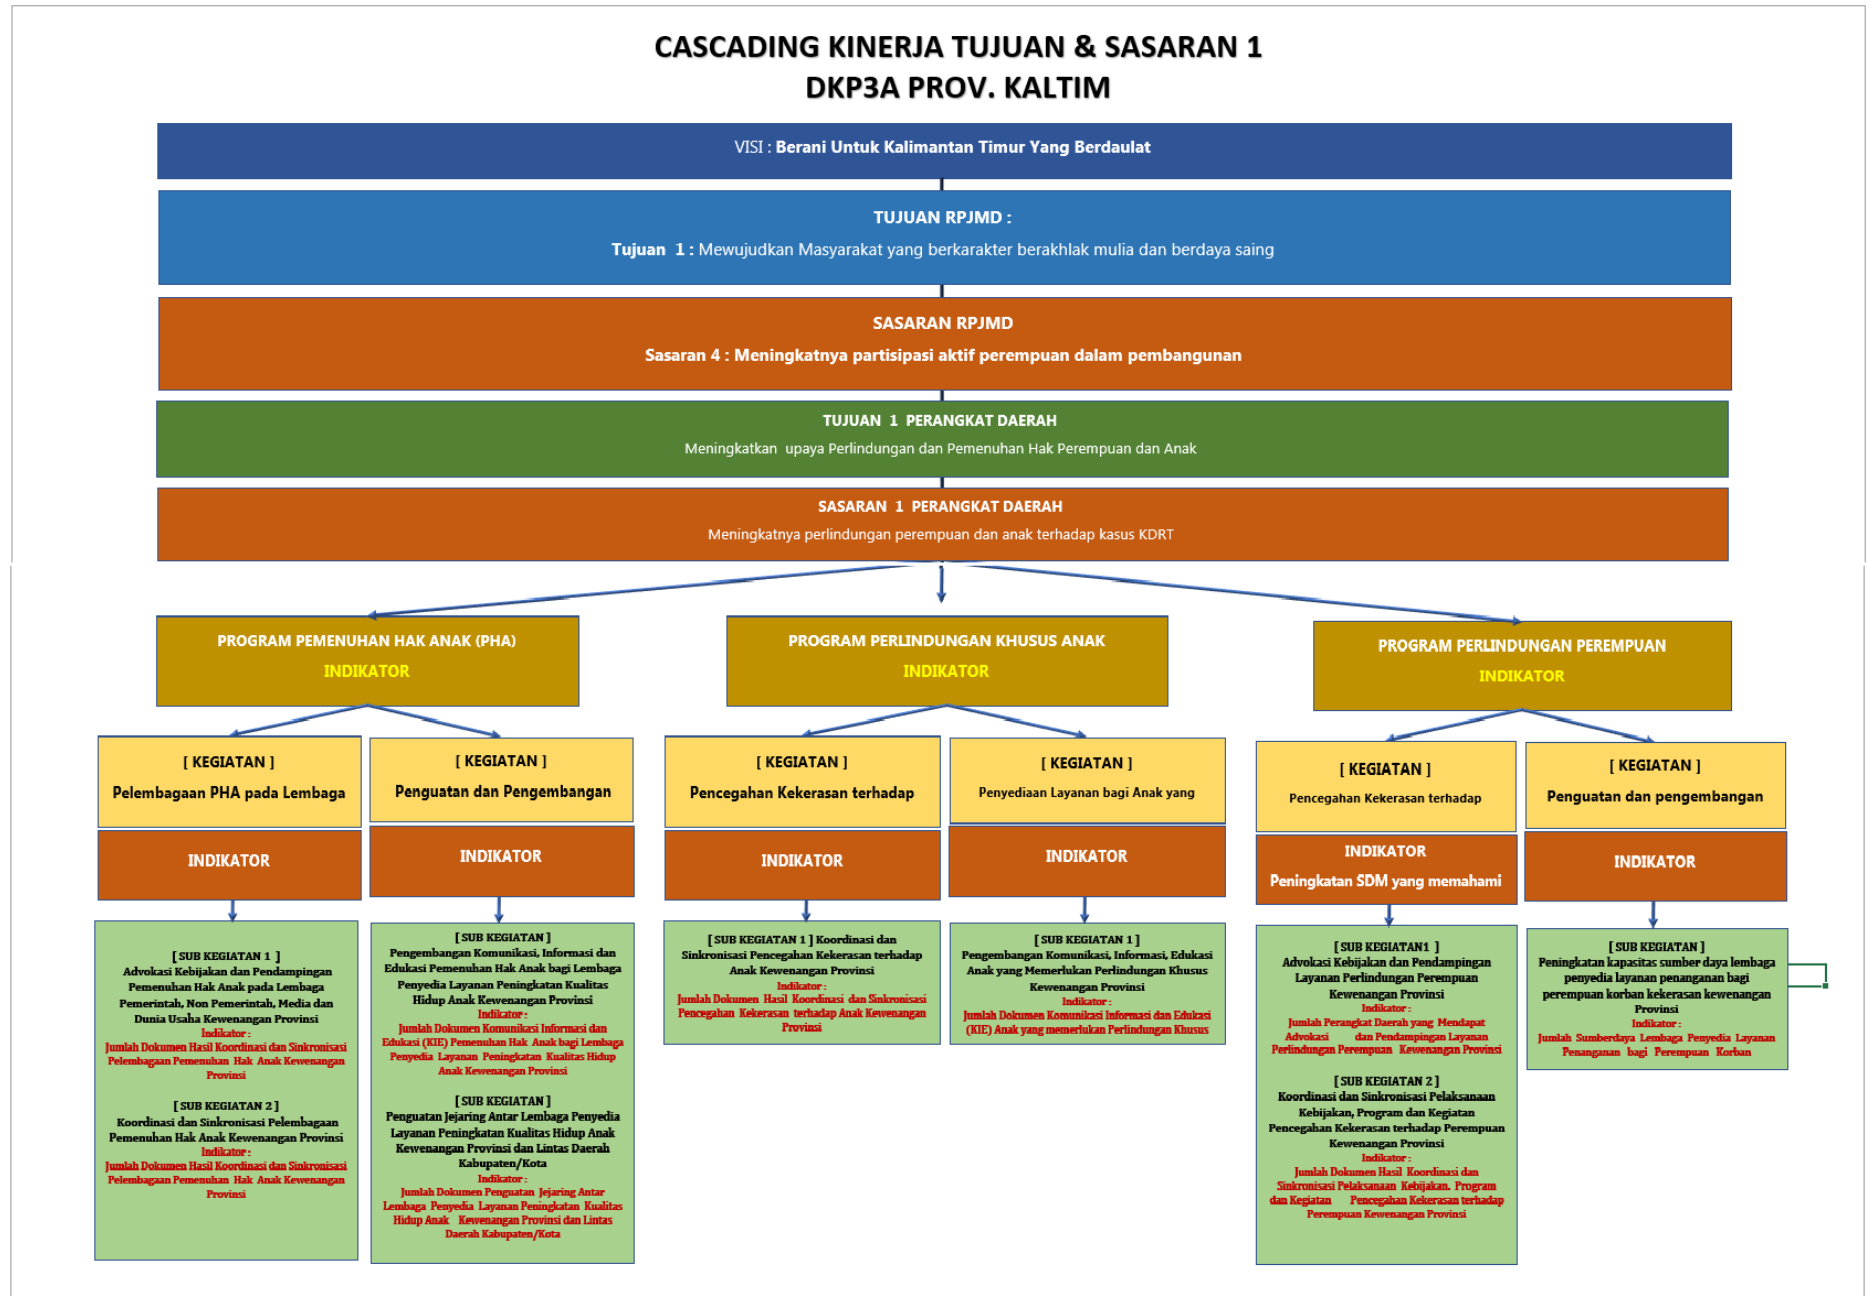 CASCADING KINERJA TUJUAN & SASARAN 1
DKP3A PROV. KALTIM
VISI : Berani Untuk Kalimantan Timur Yang Berdaulat
TUJUAN RPJMD :
Tujuan 1 : Mewujudkan Masyarakat yang berkarakter berakhlak mulia dan berdaya saing
SASARAN RPJMD
Sasaran 4 : Meningkatnya partisipasi aktif perempuan dalam pembangunan
TUJUAN 1 PERANGKAT DAERAH
Meningkatkan upaya Perlindungan dan Pemenuhan Hak Perempuan dan Anak
SASARAN 1 PERANGKAT DAERAH
Meningkatnya perlindungan perempuan dan anak terhadap kasus KDRT
PROGRAM PEMENUHAN HAK ANAK (PHA)
INDIKATOR
PROGRAM PERLINDUNGAN KHUSUS ANAK
INDIKATOR
PROGRAM PERLINDUNGAN PEREMPUAN
INDIKATOR
[ KEGIATAN ]
Pelembagaan PHA pada Lembaga
INDIKATOR
[ SUB KEGIATAN 1 ]
Advokasi Kebijakan dan Pendampingan
Pemenuhan Hak Anak pada Lembaga
Pemerintah, Non Pemerintah, Media dan
Dunia Usaha Kewenangan Provinsi
Indikator :
Jumlah Dokumen Hasil Koordinasi dan Sinkronisasi
Pelembagaan Pemenuhan Hak Anak Kewenangan
Provinsi
[ SUB KEGIATAN 2 ]
Koordinasi dan Sinkronisasi Pelembagaan
Pemenuhan Hak Anak Kewenangan Provinsi
Indikator :
Jumlah Dokumen Hasil Koordinasi dan Sinkronisasi
Pelembagaan Pemenuhan Hak Anak Kewenangan
Provinsi
[ KEGIATAN ]
Penguatan dan Pengembangan
INDIKATOR
[ SUB KEGIATAN ]
Pengembangan Komunikasi, Informasi dan
Edukasi Pemenuhan Hak Anak bagi Lembaga
Penyedia Layanan Peningkatan Kualitas
Hidup Anak Kewenangan Provinsi
Indikator :
Jumlah Dokumen Komunikasi Informasi dan
Edukasi (KIE) Pemenuhan Hak Anak bagi Lembaga
Penyedia Layanan Peningkatan Kualitas Hidup
Anak Kewenangan Provinsi
[ SUB KEGIATAN ]
Penguatan Jejaring Antar Lembaga Penyedia
Layanan Peningkatan Kualitas Hidup Anak
Kewenangan Provinsi dan Lintas Daerah
Kabupaten/Kota
Indikator :
Jumlah Dokumen Penguatan Jejaring Antar
Lembaga Penyedia Layanan Peningkatan Kualitas
Hidup Anak Kewenangan Provinsi dan Lintas
Daerah Kabupaten/Kota
[ KEGIATAN ]
Pencegahan Kekerasan terhadap
INDIKATOR
[ SUB KEGIATAN 1 ] Koordinasi dan
Sinkronisasi Pencegahan Kekerasan terhadap
Anak Kewenangan Provinsi
Indikator :
Jumlah Dokumen Hasil Koordinasi dan Sinkronisasi
Pencegahan Kekerasan terhadap Anak Kewenangan
Provinsi
[ KEGIATAN ]
Penyediaan Layanan bagi Anak yang
INDIKATOR
[ SUB KEGIATAN 1 ]
Pengembangan Komunikasi, Informasi, Edukasi
Anak yang Memerlukan Perlindungan Khusus
Kewenangan Provinsi
Indikator :
Jumlah Dokumen Komunikasi Informasi dan Edukasi
(KIE) Anak yang memerlukan Perlindungan Khusus
[ KEGIATAN ]
Pencegahan Kekerasan terhadap
INDIKATOR
Peningkatan SDM yang memahami
[ SUB KEGIATAN1 ]
Advokasi Kebijakan dan Pendampingan
Layanan Perlindungan Perempuan
Kewenangan Provinsi
Indikator :
Jumlah Perangkat Daerah yang Mendapat
Advokasi dan Pendampingan Layanan
Perlindungan Perempuan Kewenangan Provinsi
[ SUB KEGIATAN 2 ]
Koordinasi dan Sinkronisasi Pelaksanaan
Kebijakan, Program dan Kegiatan
Pencegahan Kekerasan terhadap Perempuan
Kewenangan Provinsi
Indikator :
Jumlah Dokumen Hasil Koordinasi dan
Sinkronisasi Pelaksanaan Kebijakan. Program
dan Kegiatan Pencegahan Kekerasan terhadap
Perempuan Kewenangan Provinsi
[ KEGIATAN ]
Penguatan dan pengembangan
INDIKATOR
[ SUB KEGIATAN ]
Peningkatan kapasitas sumber daya lembaga
penyedia layanan penanganan bagi
perempuan korban kekerasan kewenangan
Provinsi
Indikator :
Jumlah Sumberdaya Lembaga Penyedia Layanan
Penanganan bagi Perempuan Korban